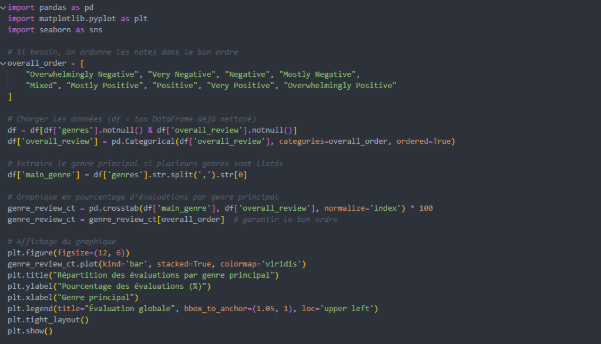 import pandas as pd
import matplotlib.pyplot as plt
import seaborn as sns
# Si besoin, on ordonne les notes dans le bon ordre
overall_order = [
"Overwhelmingly Negative", "Very Negative", "Negative", "Mostly Negative",
"Mixed", "Mostly Positive", "Positive", "Very Positive", "Overwhelmingly Positive"
]
# Charger les données (df = ton DataFrame déjà nettoyé)
df = df[df['genres'].notnull() & df['overall_review'].notnull()]
df['overall_review'] = pd.Categorical(df['overall_review'], categories=overall_order, ordered=True)
# Extraire le genre principal si plusieurs genres sont listés
df['main_genre'] = df['genres'].str.split(',').str[0]
# Graphique en pourcentage d'évaluations par genre principal
genre_review_ct = pd.crosstab(df['main_genre'], df['overall_review'], normalize='index') * 100
genre_review_ct = genre_review_ct[overall_order]  # garantir le bon ordre
# Affichage du graphique
plt.figure(figsize=(12, 6))
genre_review_ct.plot(kind='bar', stacked=True, colormap='viridis')
plt.title("Répartition des évaluations par genre principal")
plt.ylabel("Pourcentage des évaluations (%)")
plt.xlabel("Genre principal")
plt.legend(title="Évaluation globale", bbox_to_anchor=(1.05, 1), loc='upper left')
plt.tight_layout()
plt.show()